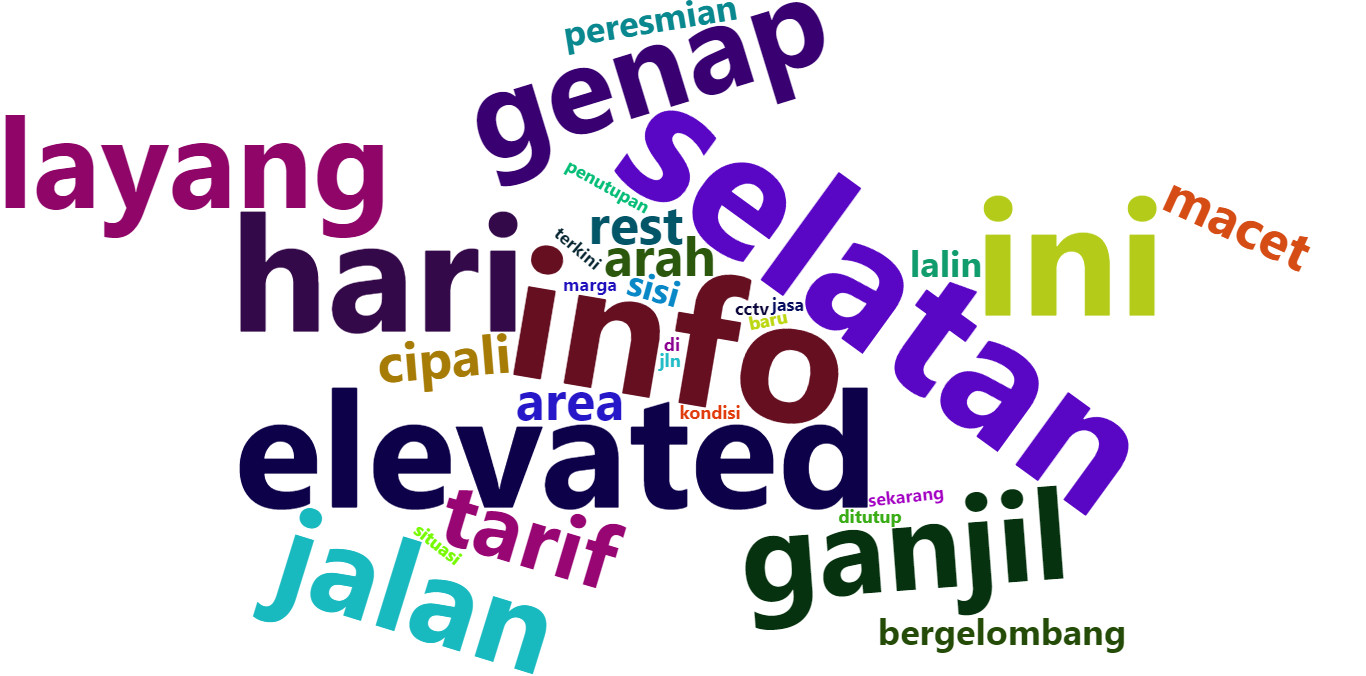 peresmian
genap
layang
selatan
penutupan
macet
hari
ini
rest
terkini
arah
lalin
info
marga
sisi
cctv
jasa
baru
cipali
di
jln
elevated
area
kondisi
tarif
sekarang
ditutup
jalan
situasi
ganjil
bergelombang